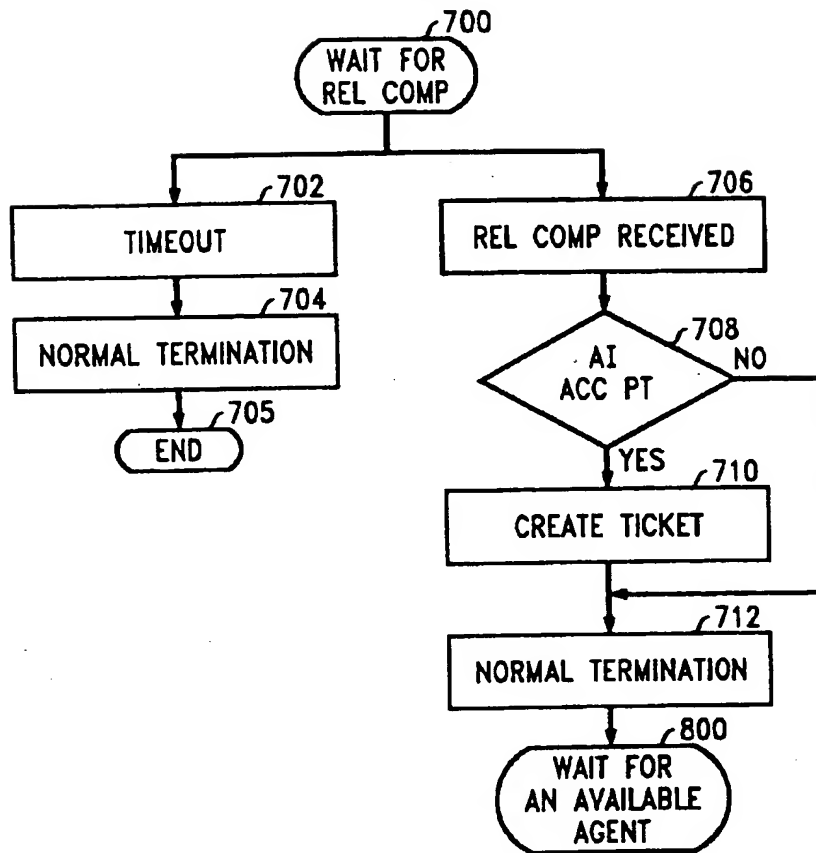 700
WAIT FOR
REL COMP
702
TIMEOUT
704
NORMAL TERMINATION
705
END
706
REL COMP RECEIVED
708
AI
ACC PT
NO
YES
710
CREATE TICKET
712
NORMAL TERMINATION
800
WAIT FOR
AN AVAILABLE
AGENT